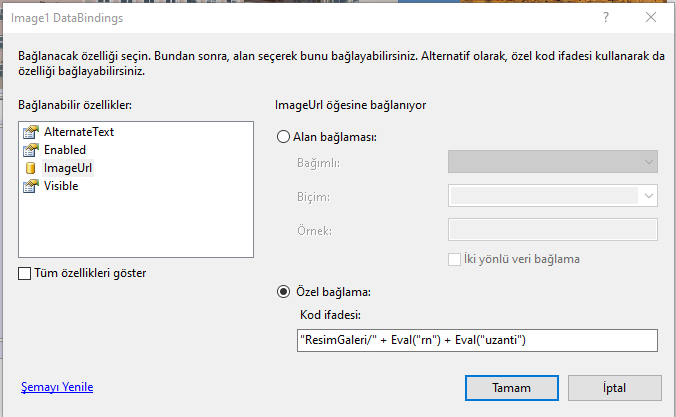 Image1 DataBindings
Bağlanacak özelliği seçin. Bundan sonra, alan seçerek bunu bağlayabilirsiniz. Alternatif olarak, özel kod ifadesi kullanarak da
özelliği bağlayabilirsiniz.
Bağlanabilir özellikler:
AlternateText
Enabled
ImageUrl
Visible
Tüm özellikleri göster
ImageUrl öğesine bağlanıyor
Alan bağlaması:
Bağımlı:
Biçim:
Örnek:
İki yönlü veri bağlama
Özel bağlama:
Kod ifadesi:
"ResimGaleri/" + Eval("rn") + Eval("uzanti")
Şemayı Yenile
Tamam
İptal